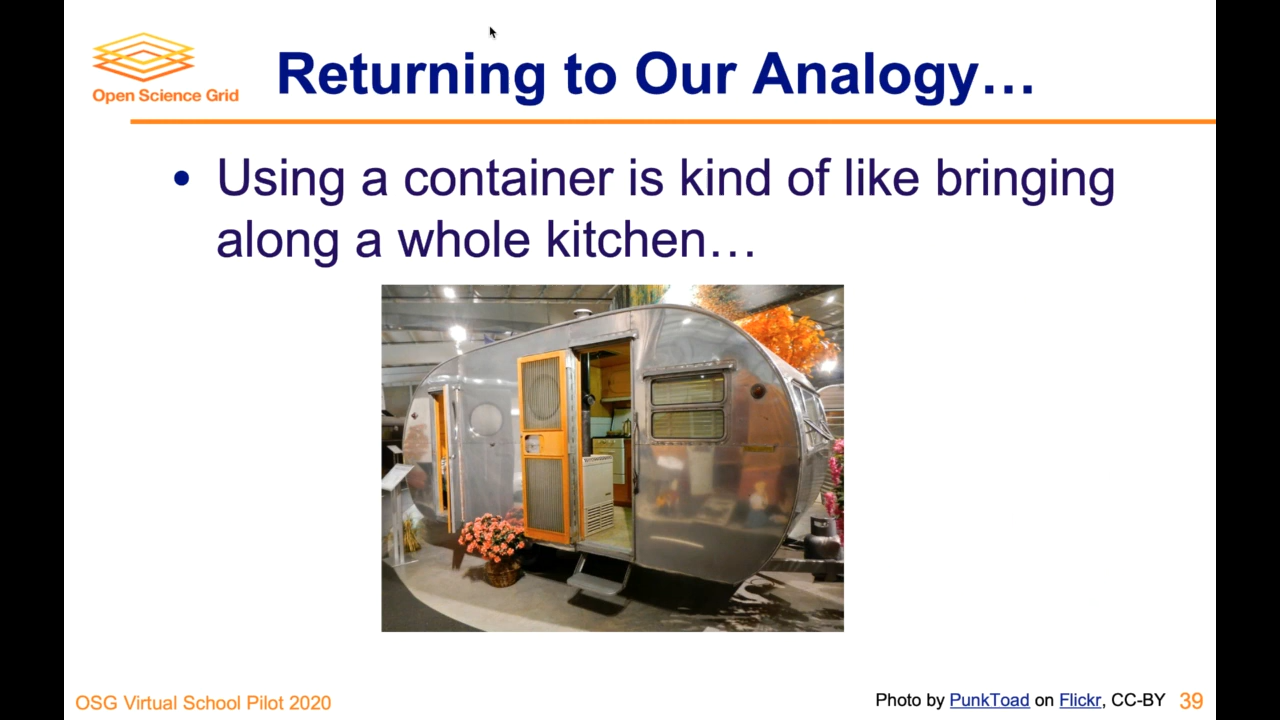 Open Science Grid
Returning to Our Analogy…
• Using a container is kind of like bringing
along a whole kitchen…
OSG Virtual School Pilot 2020
Photo by PunkToad on Flickr, CC-BY
39